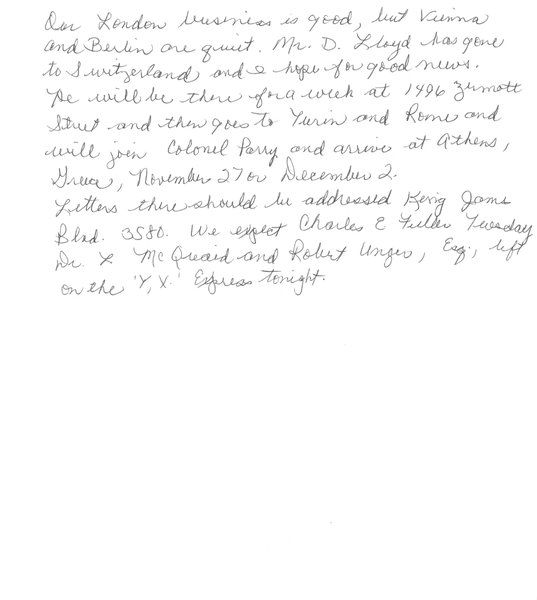 Our London business is good, but Vienna
and Berlin are quiet. Mr. D. Lloyd has gone
to Switzerland and I hope for good news.
He will be there for a week at 1496 Zermott
Street and then goes to Turin and Rome and
will join Colonel Parry and arrive at Athens,
Greece, November 27 or December 2.
Letters there should be addressed King James
Blvd. 3580. We expect Charles E Fuller Tuesday
Dr. L McQuaid and Robert Unger, Esq., left
on the 'Y.X.' Express tonight.